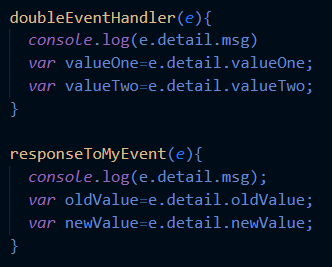 doubleEventHandler(e){
console.log(e.detail.msg)
var valueOne=e.detail.valueOne;
var valueTwo=e.detail.valueTwo;
}
responseToMyEvent(e){
console.log(e.detail.msg);
var oldValue=e.detail.oldValue;
var newValue=e.detail.newValue;
}